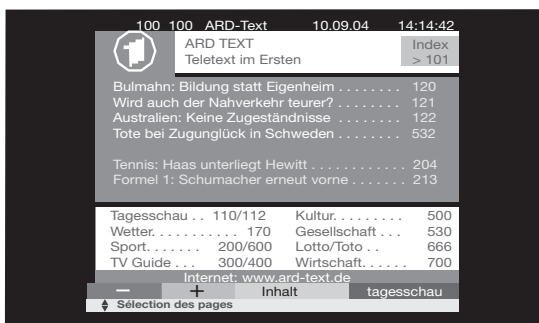 100 100 ARD-Text 10.09.04 14:14:42
ARD TEXT Index
Teletext im Ersten > 101
Bulmahn: Bildung statt Eigenheim . . . . . . . . 120
Wird auch der Nahverkehr teurer? . . . . . . . . 121
Australien: Keine Zugeständnisse . . . . . . . . 122
Tote bei Zugunglück in Schweden . . . . . . . . 532
Tennis: Haas unterliegt Hewitt . . . . . . . . . . . . 204
Formel 1: Schumacher erneut vorne . . . . . . . 213
Tagesschau . . 110/112 Kultur. . . . . . . . . 500
Wetter. . . . . . . . . . . 170 Gesellschaft . . . 530
Sport. . . . . . . 200/600 Lotto/Toto . . 666
TV Guide . . . 300/400 Wirtschaft. . . . . . 700
Internet: www.ard-text.de
– + Inhalt tagesschau
Sélection des pages